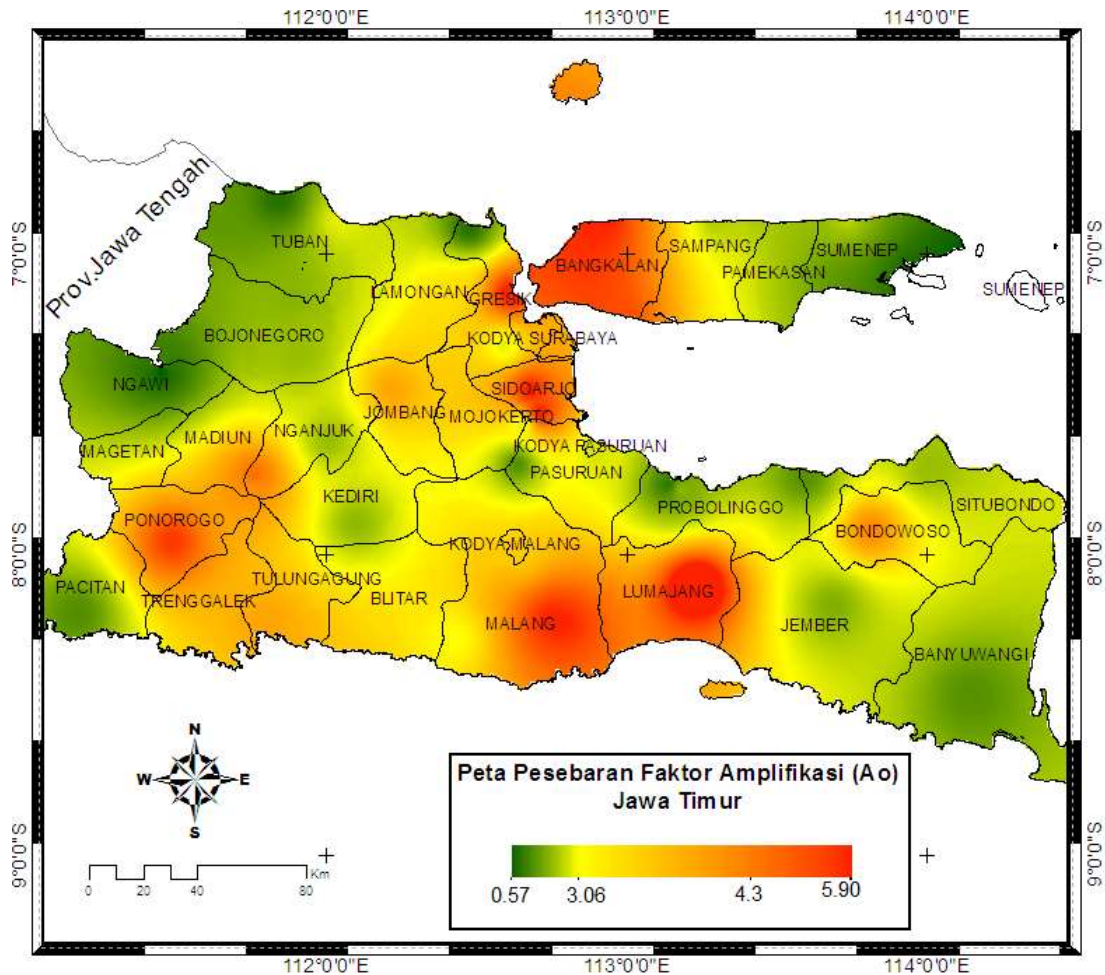 112°0'0"E
113°0'0"E
114°0'0"E
7°0'0"S
8°0'0"S
9°0'0"S
7°0'0"S
8°0'0"S
9°0'0"S
Prov.Jawa Tengah
TUBAN
LAMONGAN
GRESIK
BANGKALAN
SAMPANG
PAMEKASAN
SUMENEP
SUMENEP
BOJONEGORO
KODYA SURABAYA
NGAWI
SIDOARJO
JOMBANG
MOJOKERTO
MADIUN
NGANJUK
MAGETAN
KODYA PASURUAN
PASURUAN
KEDIRI
PROBOLINGGO
SITUBONDO
PONOROGO
BONDOWOSO
KODYA MALANG
PACITAN
TULUNGAGUNG
TRENGGALEK
BLITAR
LUMAJANG
MALANG
JEMBER
BANYUWANGI
N
W
E
S
Km
0
20
40
80
Peta Pesebaran Faktor Amplifikasi (Ao)
Jawa Timur
0.57
3.06
4.3
5.90
112°0'0"E
113°0'0"E
114°0'0"E